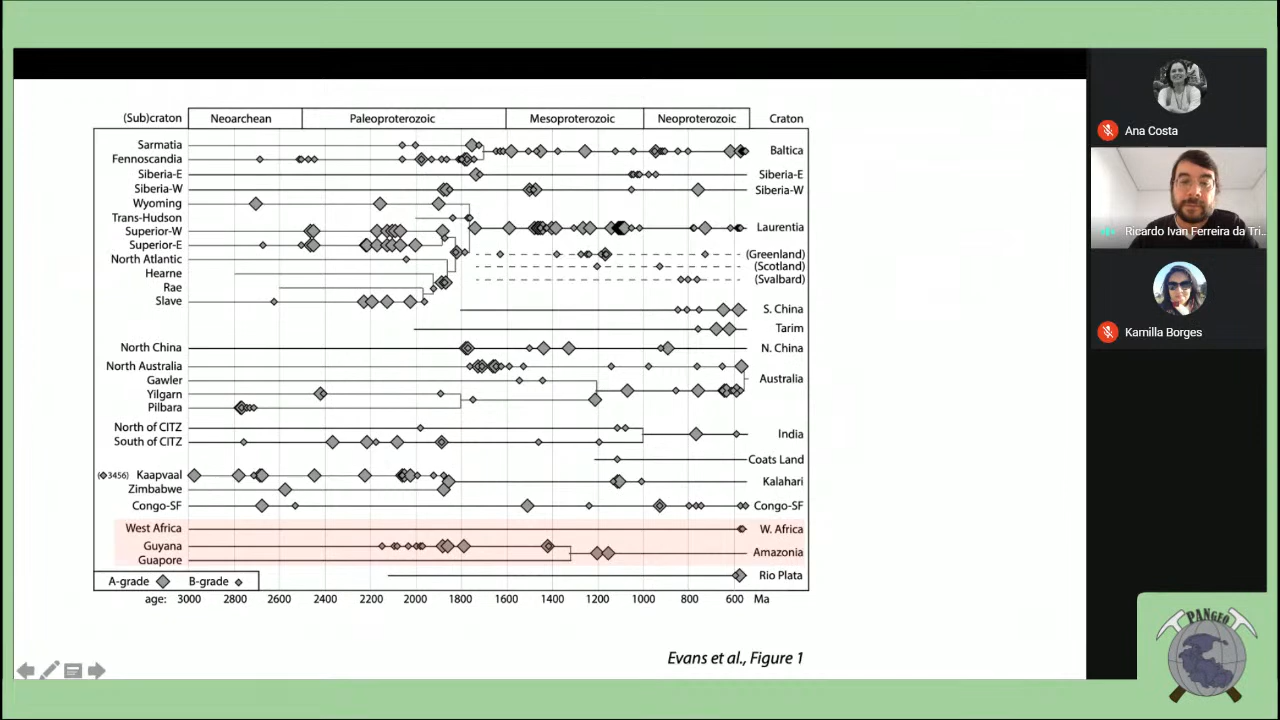 (Sub)craton Neoarchean Paleoproterozoic Mesoproterozoic Neoproterozoic Craton
Sarmatia
Fennoscandia Baltica
Siberia-E Siberia-E
Siberia-W Siberia-W
Wyoming
Trans-Hudson
Superior-W Laurentia
Superior-E
North Atlantic (Greenland)
Hearne (Scotland)
Rae (Svalbard)
Slave
S. China
Tarim
North China N. China
North Australia
Gawler Australia
Yilgarn
Pilbara
North of CITZ
South of CITZ India
Coats Land
(3456) Kaapvaal Kalahari
Zimbabwe
Congo-SF Congo-SF
West Africa W. Africa
Guyana Amazonia
Guapore
A-grade B-grade Rio Plata
age: 3000 2800 2600 2400 2200 2000 1800 1600 1400 1200 1000 800 600 Ma
Evans et al., Figure 1
Ana Costa
Ricardo Ivan Ferreira da Tri...
Kamilla Borges
PANGEO